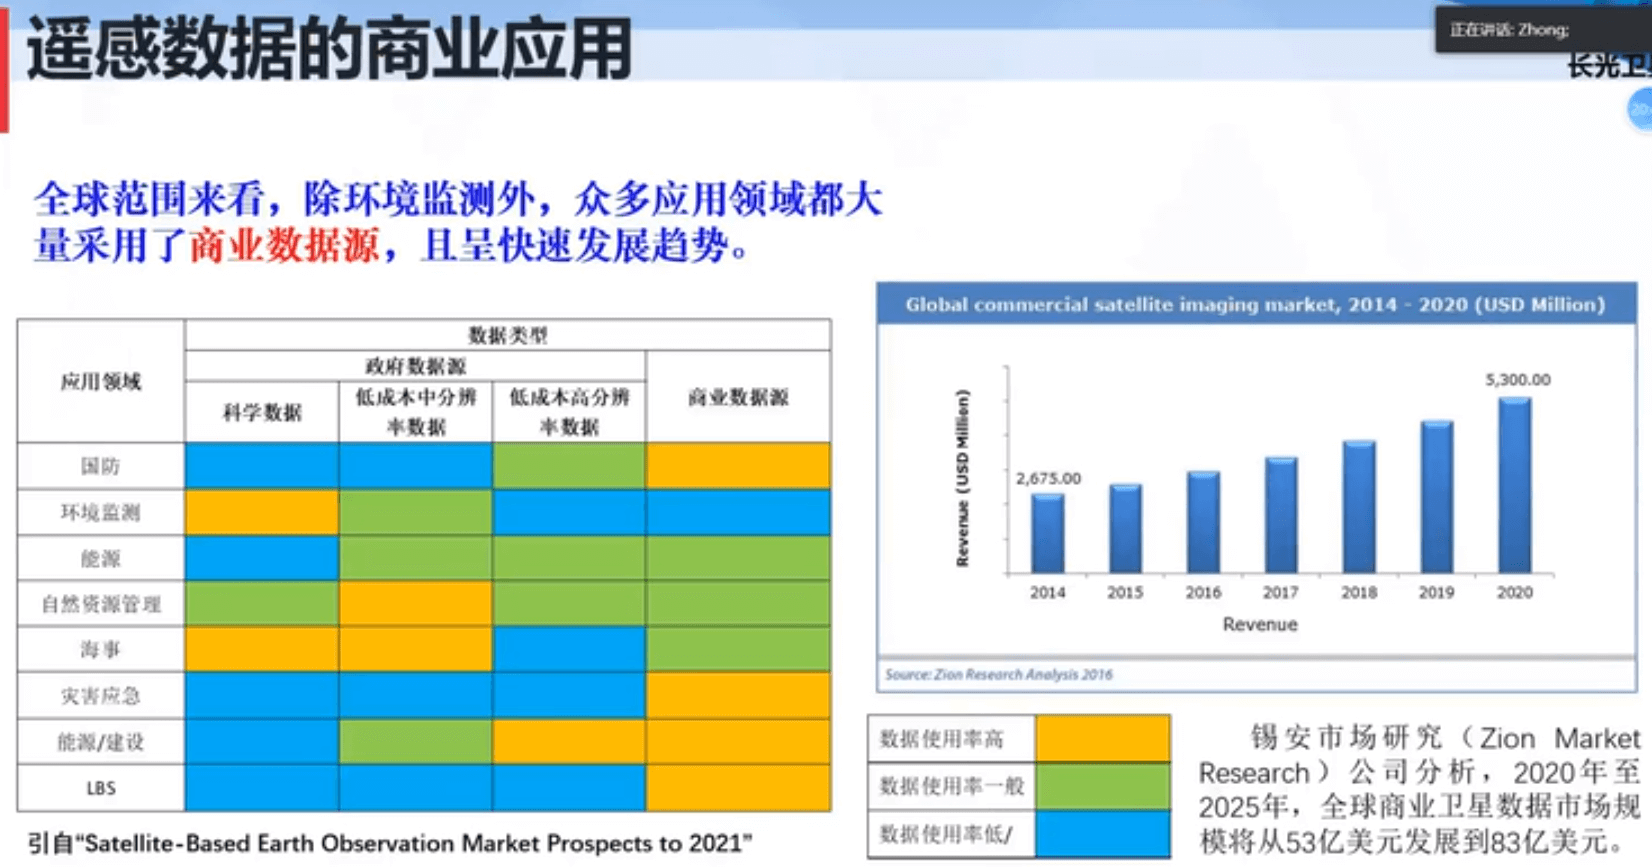 遥感数据的商业应用
正在讲话: Zhong;
长光卫
全球范围来看，除环境监测外，众多应用领域都大
量采用了商业数据源，且呈快速发展趋势。
应用领域
数据类型
政府数据源
商业数据源
科学数据
低成本中分辨
率数据
低成本高分辨
率数据
国防
环境监测
能源
自然资源管理
海事
灾害应急
能源/建设
LBS
引自“Satellite-Based Earth Observation Market Prospects to 2021”
Global commercial satellite imaging market, 2014 - 2020 (USD Million)
Revenue (USD Million)
2,675.00
5,300.00
2014 2015 2016 2017 2018 2019 2020
Revenue
Source: Zion Research Analysis 2016
数据使用率高
数据使用率一般
数据使用率低/
锡安市场研究（Zion Market
Research）公司分析，2020年至
2025年，全球商业卫星数据市场规
模将从53亿美元发展到83亿美元。